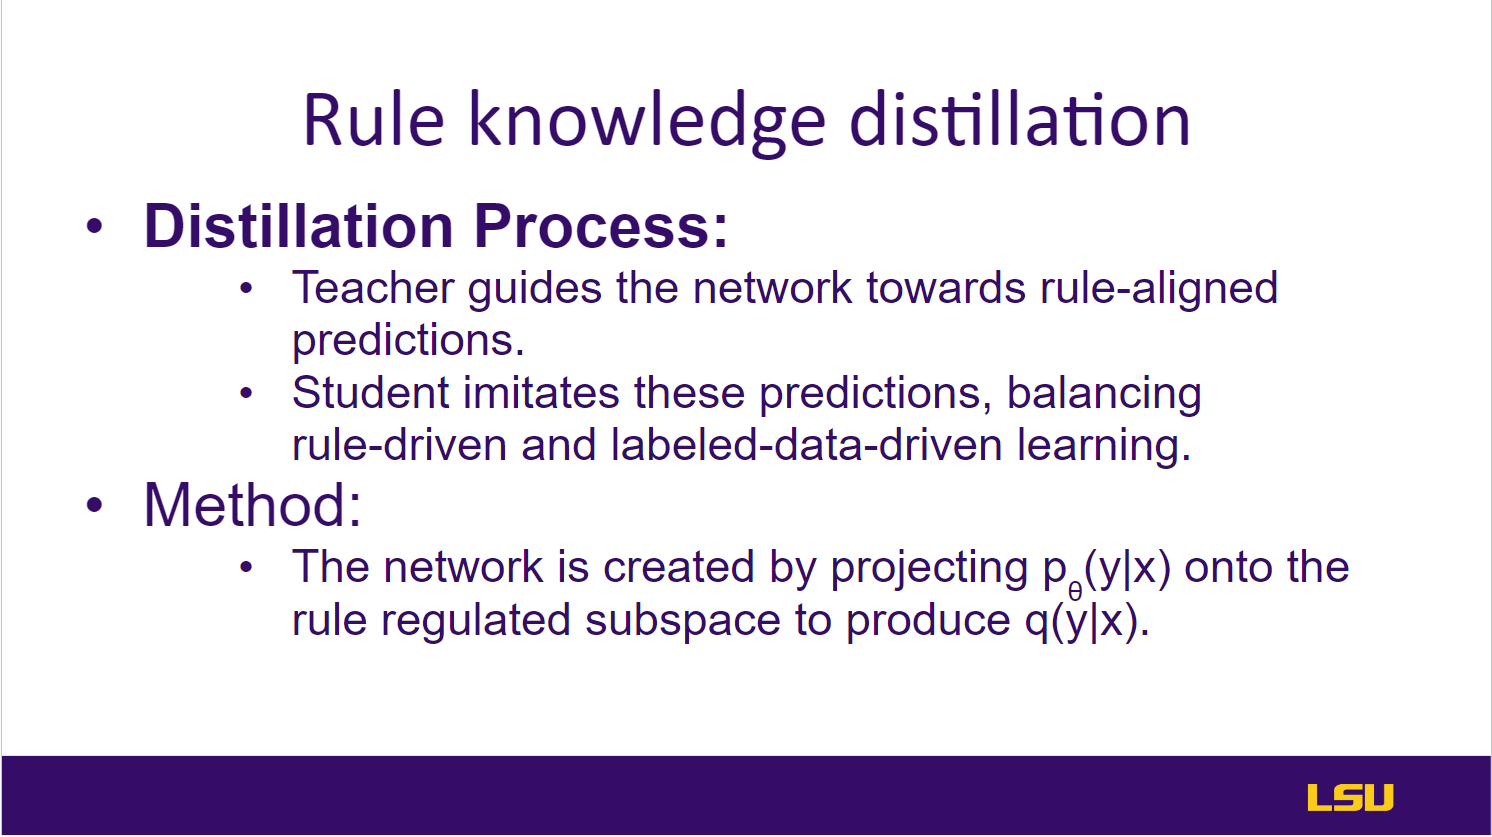 Rule knowledge distillation
• Distillation Process:
• Teacher guides the network towards rule-aligned
predictions.
• Student imitates these predictions, balancing
rule-driven and labeled-data-driven learning.
• Method:
• The network is created by projecting pθ(y|x) onto the
rule regulated subspace to produce q(y|x).
LSU